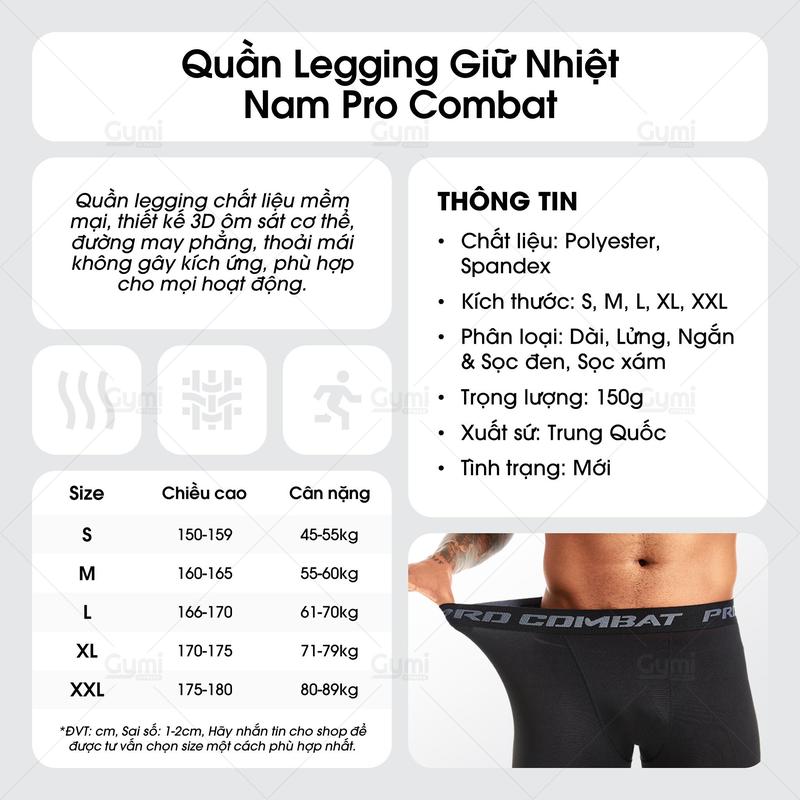 Quần Legging Giữ Nhiệt
Nam Pro Combat
Quần legging chất liệu mềm
mại, thiết kế 3D ôm sát cơ thể,
đường may phẳng, thoải mái
không gây kích ứng, phù hợp
cho mọi hoạt động.
THÔNG TIN
• Chất liệu: Polyester,
Spandex
• Kích thước: S, M, L, XL, XXL
• Phân loại: Dài, Lửng, Ngắn
& Sọc đen, Sọc xám
• Trọng lượng: 150g
• Xuất sứ: Trung Quốc
• Tình trạng: Mới
Size Chiều cao Cân nặng
S 150-159 45-55kg
M 160-165 55-60kg
L 166-170 61-70kg
XL 170-175 71-79kg
XXL 175-180 80-89kg
*ĐVT: cm, Sai số: 1-2cm, Hãy nhắn tin cho shop để
được tư vấn chọn size một cách phù hợp nhất.
PRO COMBAT PR
Gymi